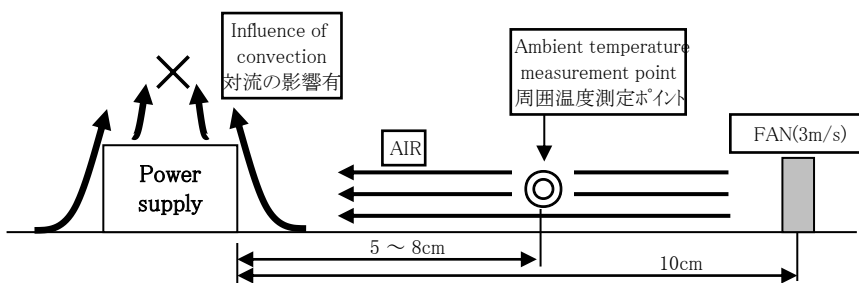 Influence of
convection
対流の影響有
Ambient temperature
measurement point
周囲温度測定ポイント
FAN(3m/s)
AIR
Power
supply
5 ～ 8cm
10cm